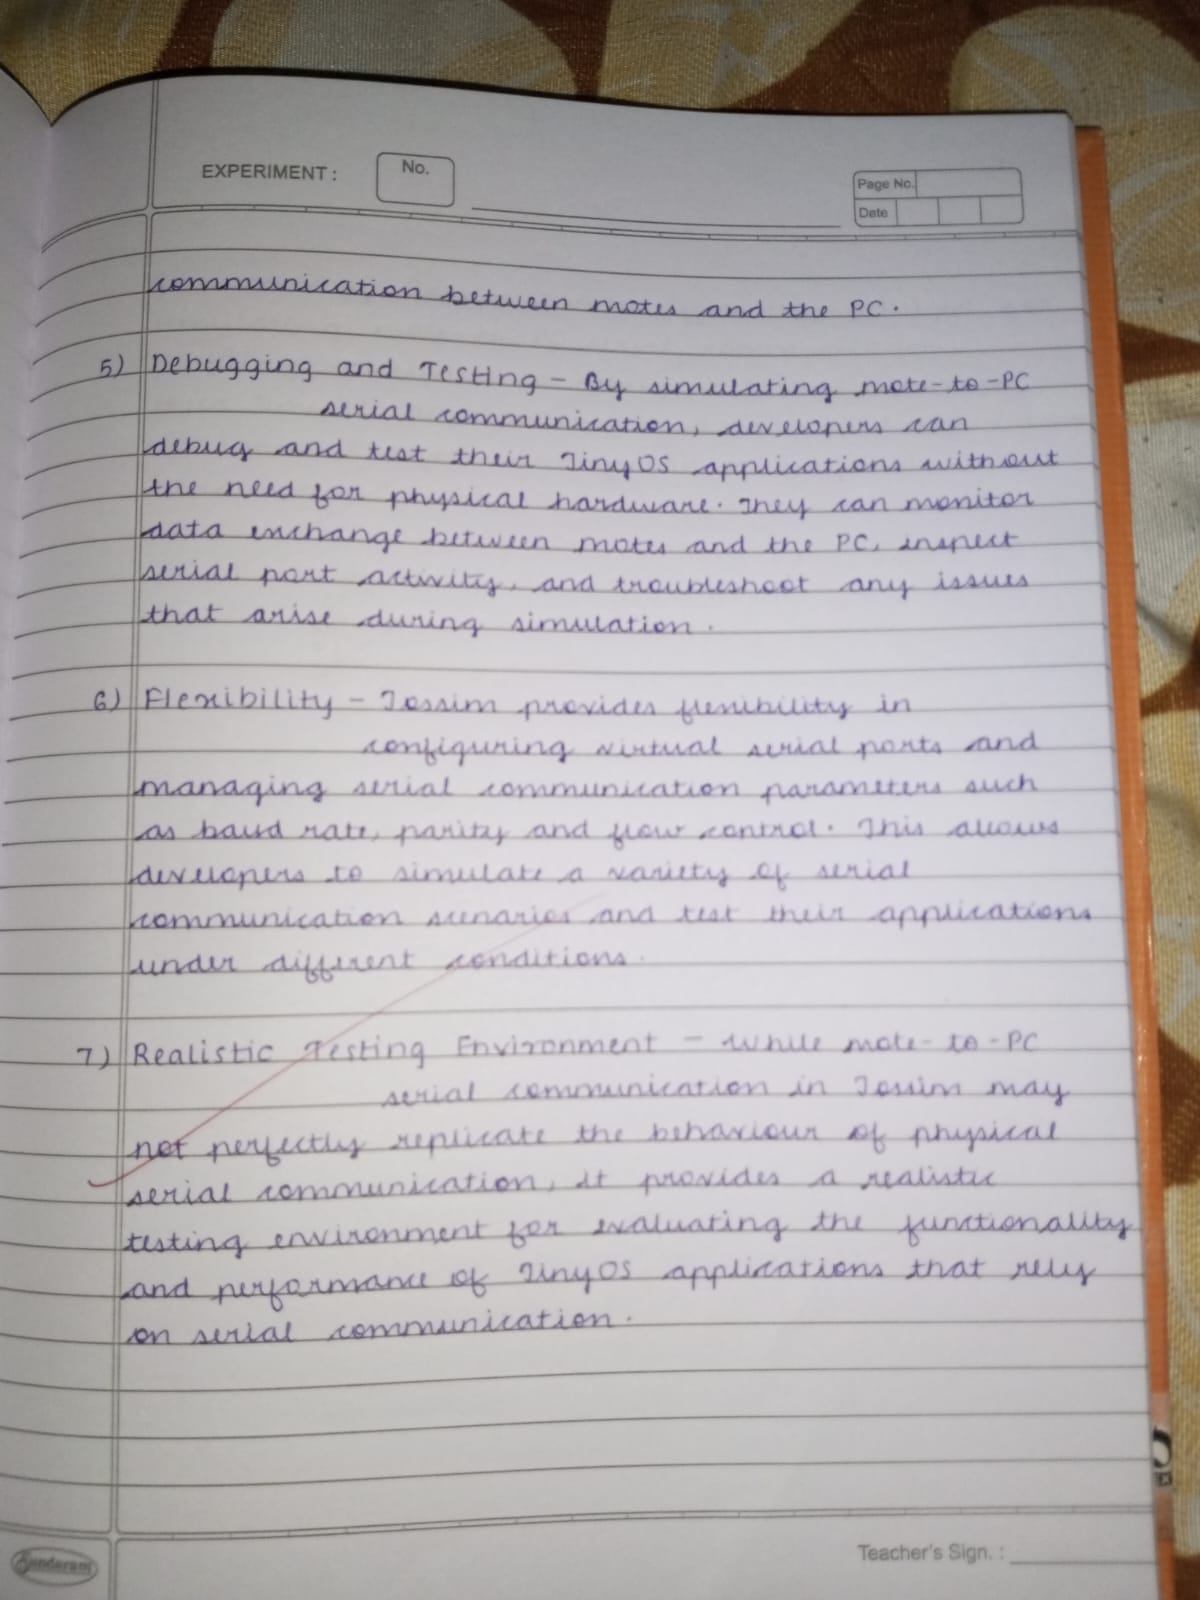 EXPERIMENT :
No.
Page No.
Date
communication between motes and the PC.
5) Debugging and Testing - By simulating mote-to-PC
serial communication, developers can
debug and test their TinyOS applications without
the need for physical hardware. They can monitor
data exchange between motes and the PC, inspect
serial port activity, and troubleshoot any issues
that arise during simulation.
6) Flexibility - Tossim provides flexibility in
configuring virtual serial ports and
managing serial communication parameters such
as baud rate, parity and flow control. This allows
developers to simulate a variety of serial
communication scenarios and test their applications
under different conditions.
7) Realistic Testing Environment - While mote-to-PC
serial communication in Tossim may
not perfectly replicate the behaviour of physical
serial communication, it provides a realistic
testing environment for evaluating the functionality
and performance of TinyOS applications that rely
on serial communication.
Sundaram
Teacher's Sign. :